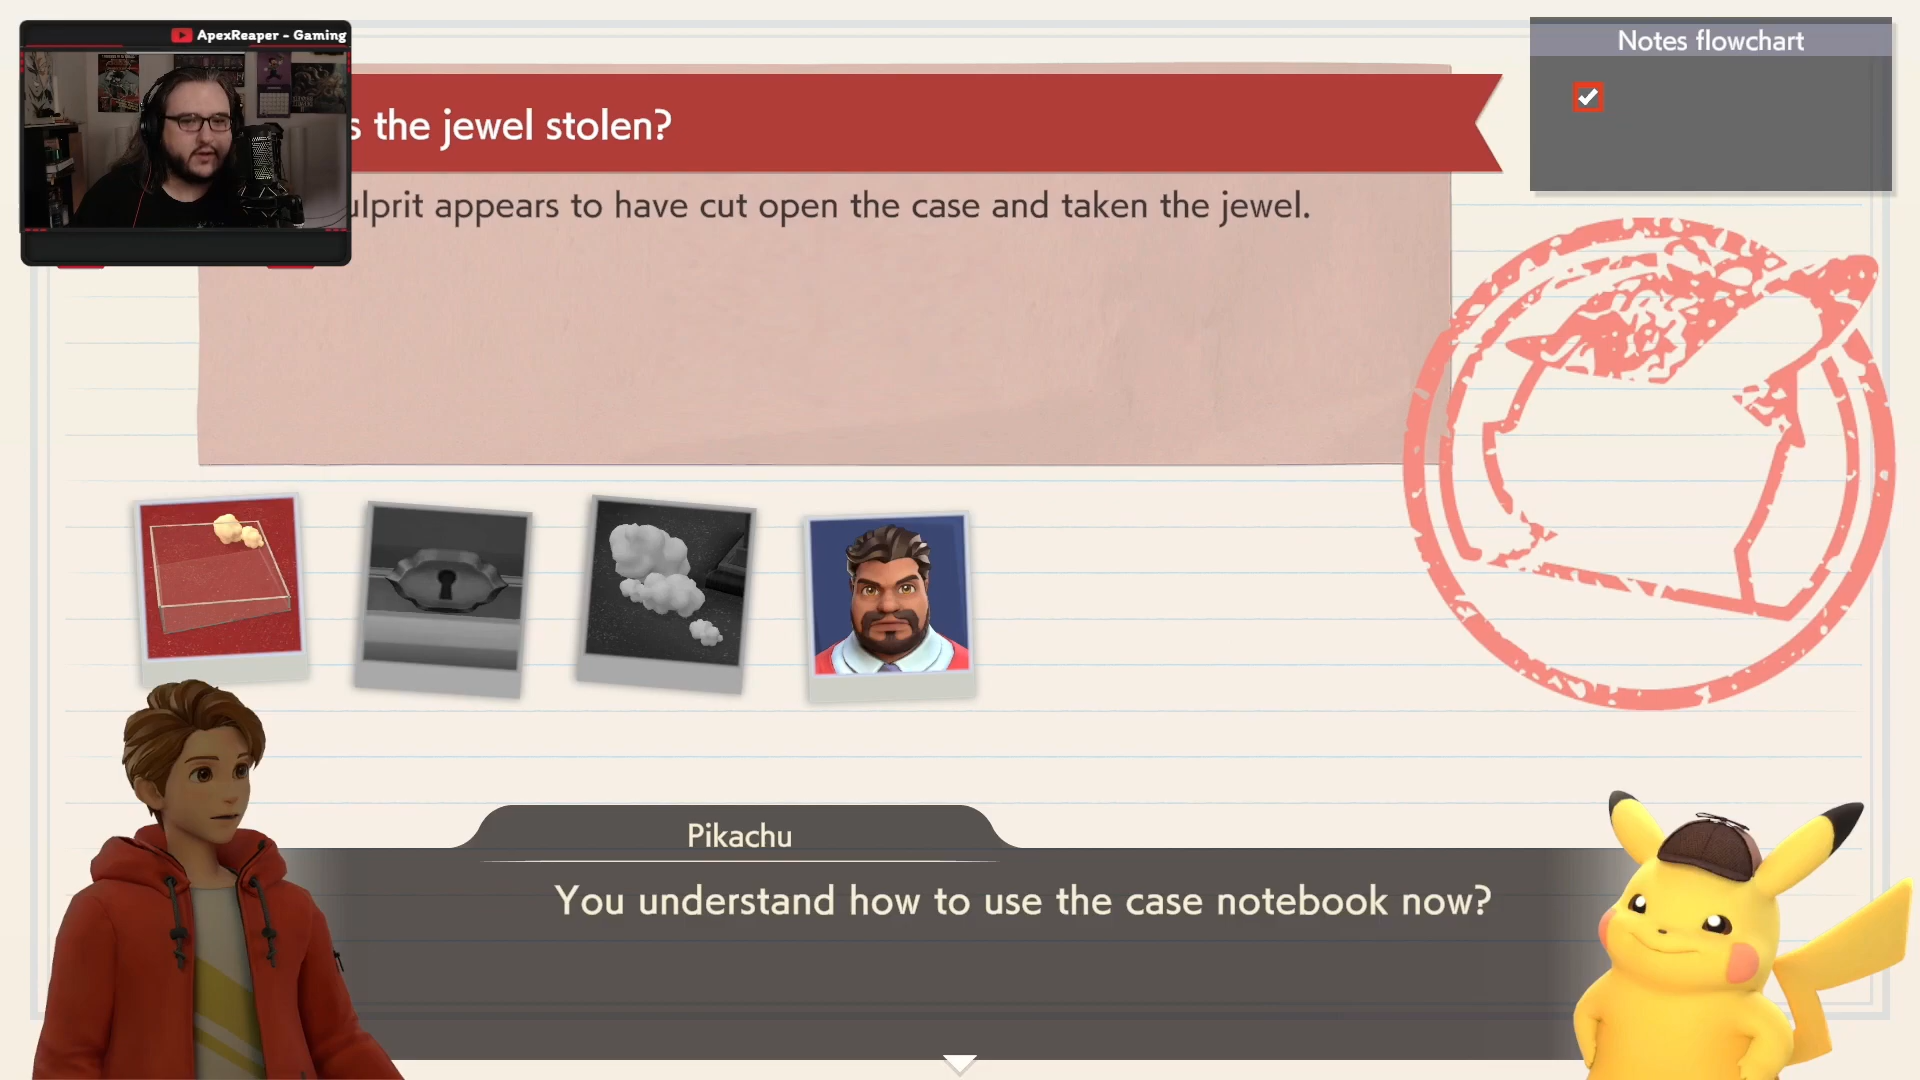 ApexReaper - Gaming
Notes flowchart
s the jewel stolen?
ulprit appears to have cut open the case and taken the jewel.
Pikachu
You understand how to use the case notebook now?